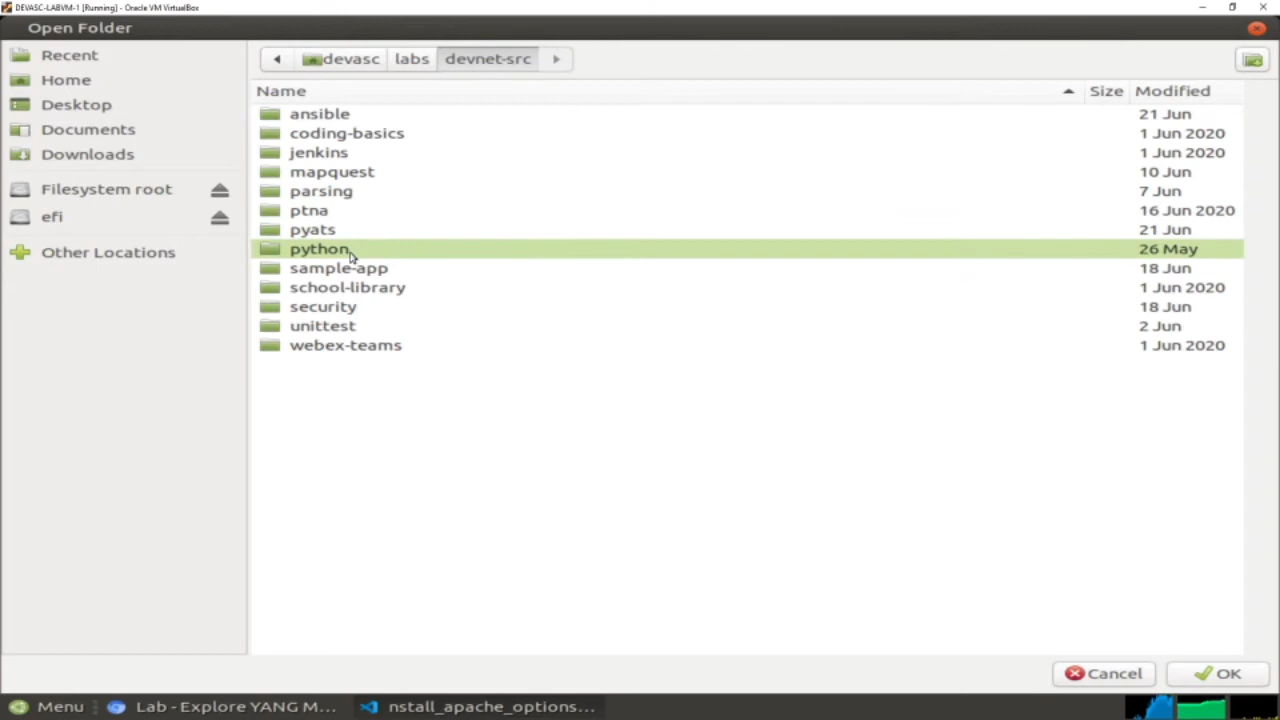 DEVASC-LABVM-1 [Running] - Oracle VM VirtualBox
Open Folder
Recent
Home
Desktop
Documents
Downloads
Filesystem root
efi
Other Locations
devasc labs devnet-src
Name Size Modified
ansible 21 Jun
coding-basics 1 Jun 2020
jenkins 1 Jun 2020
mapquest 10 Jun
parsing 7 Jun
ptna 16 Jun 2020
pyats 21 Jun
python 26 May
sample-app 18 Jun
school-library 1 Jun 2020
security 18 Jun
unittest 2 Jun
webex-teams 1 Jun 2020
Cancel OK
Menu Lab - Explore YANG M... nstall_apache_options...